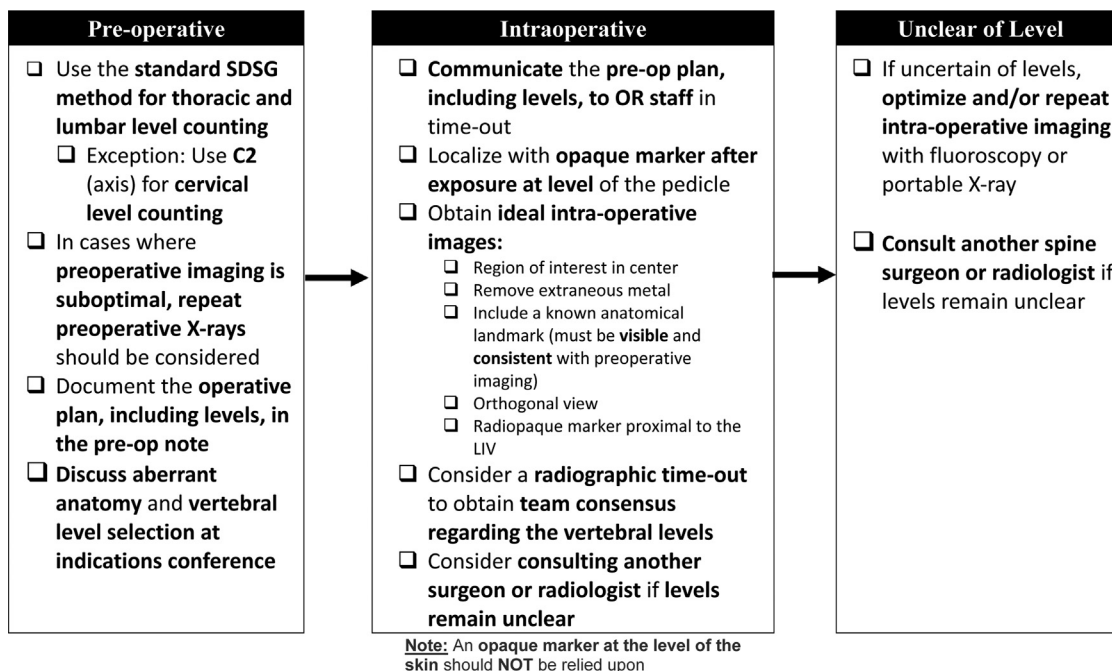 Pre-operative
Use the standard SDSG
method for thoracic and
lumbar level counting
Exception: Use C2
(axis) for cervical
level counting
In cases where
preoperative imaging is
suboptimal, repeat
preoperative X-rays
should be considered
Document the operative
plan, including levels, in
the pre-op note
Discuss aberrant
anatomy and vertebral
level selection at
indications conference
Intraoperative
Communicate the pre-op plan,
including levels, to OR staff in
time-out
Localize with opaque marker after
exposure at level of the pedicle
Obtain ideal intra-operative
images:
Region of interest in center
Remove extraneous metal
Include a known anatomical
landmark (must be visible and
consistent with preoperative
imaging)
Orthogonal view
Radiopaque marker proximal to the
LIV
Consider a radiographic time-out
to obtain team consensus
regarding the vertebral levels
Consider consulting another
surgeon or radiologist if levels
remain unclear
Note: An opaque marker at the level of the
skin should NOT be relied upon
Unclear of Level
If uncertain of levels,
optimize and/or repeat
intra-operative imaging
with fluoroscopy or
portable X-ray
Consult another spine
surgeon or radiologist if
levels remain unclear